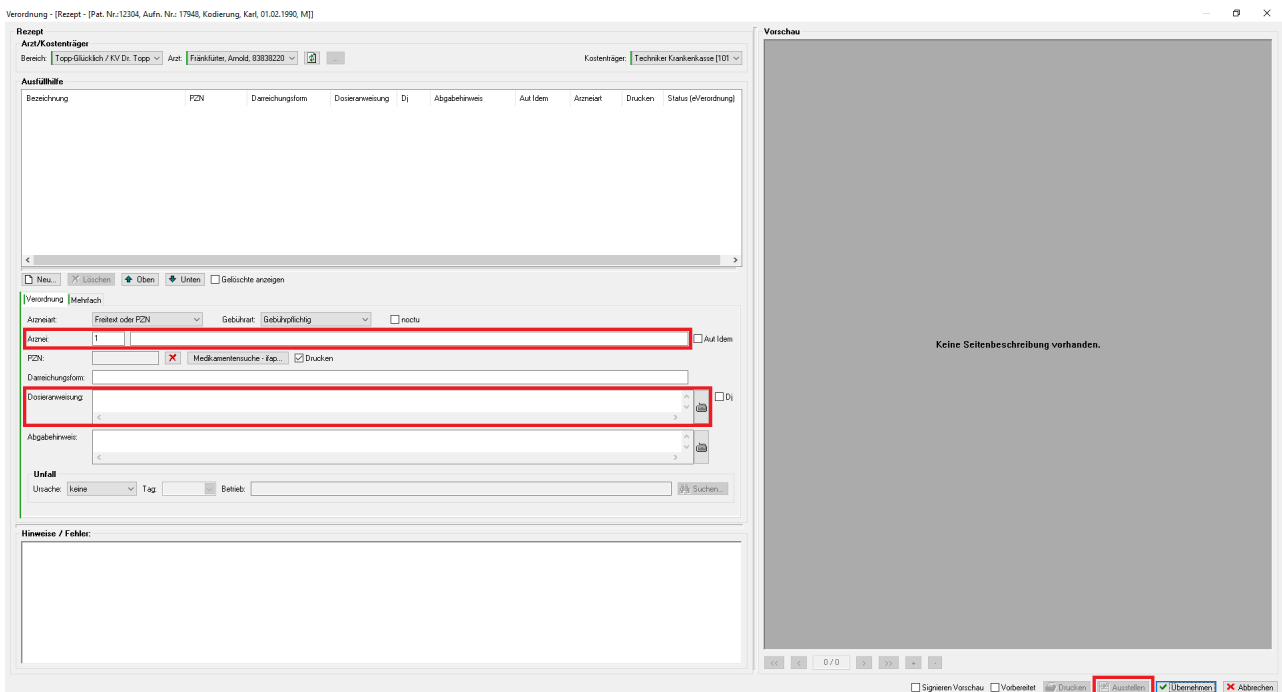 Verordnung - [Rezept - [Pat. Nr.:12304, Aufn. Nr.: 17948, Kodierung, Karl, 01.02.1990, M]]
Rezept
Arzt/Kostenträger
Bereich: Topp-Glücklich / KV Dr. Topp Arzt: Fränkfürter, Arnold, 83838220 ... Kostenträger: Techniker Krankenkasse [101
Ausfüllhilfe
Bezeichnung PZN Darreichungsform Dosieranweisung Dj Abgabehinweis Aut Idem Arzneiart Drucken Status (eVerordnung)
Neu... Löschen Oben Unten Gelöschte anzeigen
Verordnung Mehrfach
Arzneiart: Freitext oder PZN Gebührart: Gebührpflichtig noctu
Arznei: 1 Aut Idem
PZN: Medikamentensuche - ifap... Drucken
Darreichungsform:
Dosieranweisung: Dj
Abgabehinweis:
Unfall
Ursache: keine Tag: Betrieb: Suchen...
Hinweise / Fehler:
Vorschau
Keine Seitenbeschreibung vorhanden.
<< < 0/0 > >> + -
Signieren Vorschau Vorbereitet Drucken Ausstellen Übernehmen Abbrechen